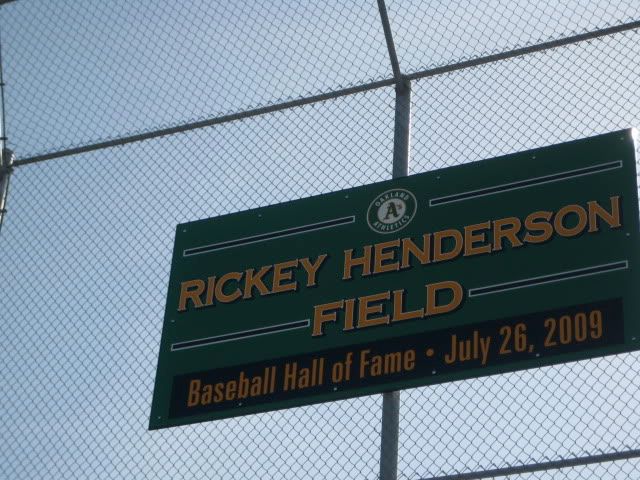 OAKLAND
A's
ATHLETICS
RICKEY HENDERSON
FIELD
Baseball Hall of Fame • July 26, 2009